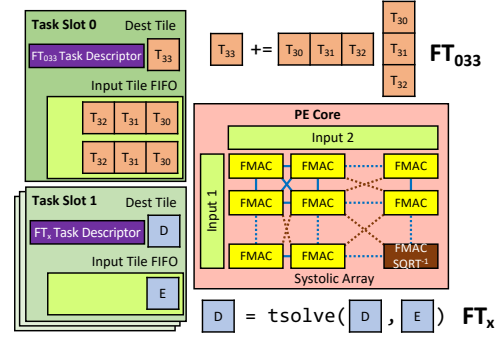 Task Slot 0
Dest Tile
FT033 Task Descriptor
T33
Input Tile FIFO
T32 T31 T30
T32 T31 T30
T33 += T30 T31 T32
T30
T31
T32
FT033
Task Slot 1
Dest Tile
FTx Task Descriptor
D
Input Tile FIFO
E
PE Core
Input 2
Input 1
FMAC FMAC FMAC
FMAC FMAC FMAC
FMAC FMAC FMAC
SQRT-1
Systolic Array
D = tsolve( D , E ) FTx